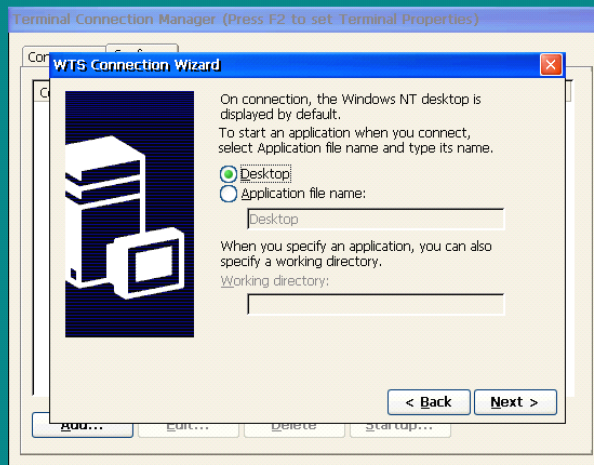 Terminal Connection Manager (Press F2 to set Terminal Properties)
WTS Connection Wizard
On connection, the Windows NT desktop is
displayed by default.
To start an application when you connect,
select Application file name and type its name.
Desktop
Application file name:
Desktop
When you specify an application, you can also
specify a working directory.
Working directory:
< Back
Next >
Add...
Edit...
Delete
Startup...